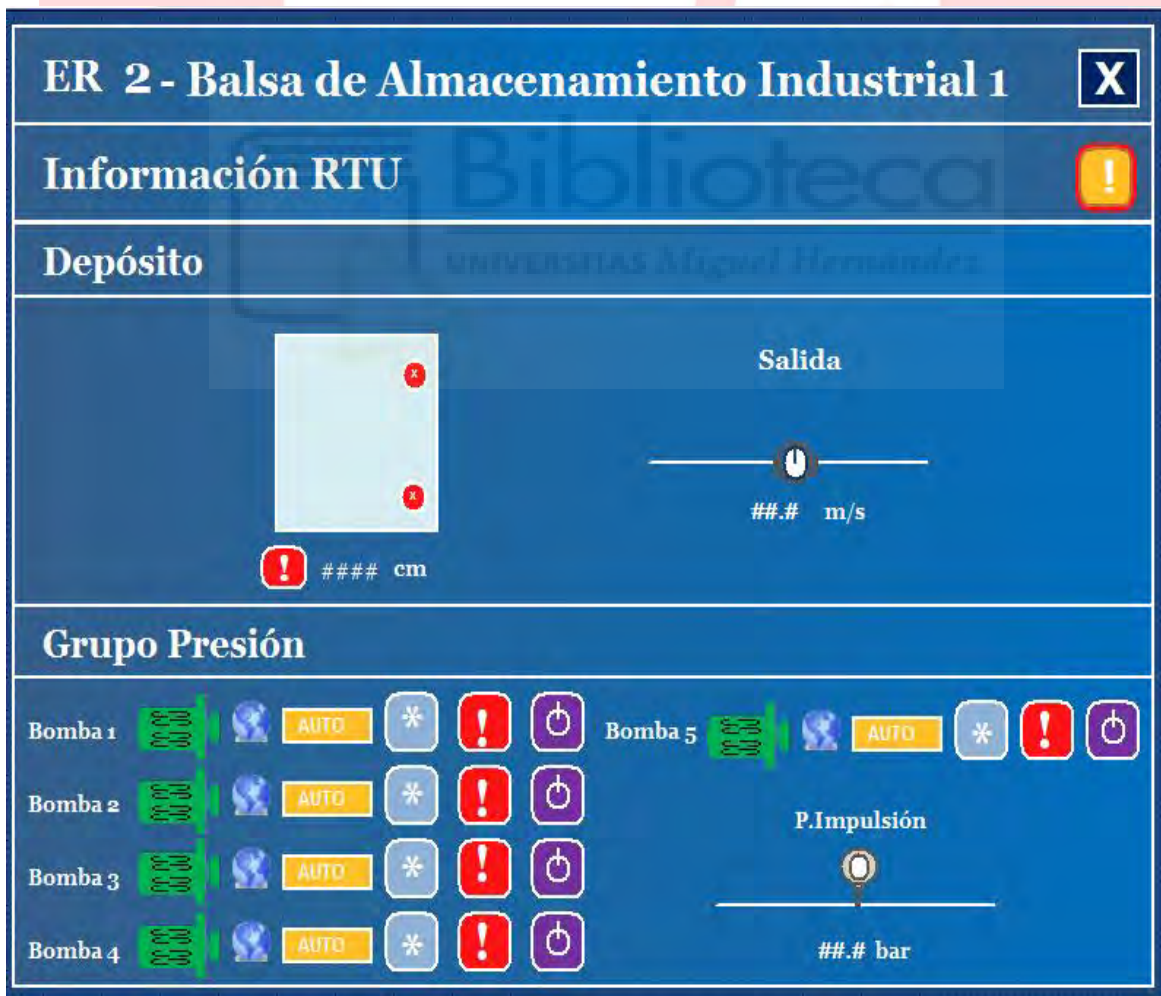 ER 2 - Balsa de Almacenamiento Industrial 1 X
Información RTU !
Biblioteca
UNIVERSITAS Miguel Hernández
Depósito
Salida
x
x
##.# m/s
! #### cm
Grupo Presión
Bomba 1 AUTO * !
Bomba 5 AUTO * !
Bomba 2 AUTO * !
P.Impulsión
Bomba 3 AUTO * !
Bomba 4 AUTO * !
##.# bar